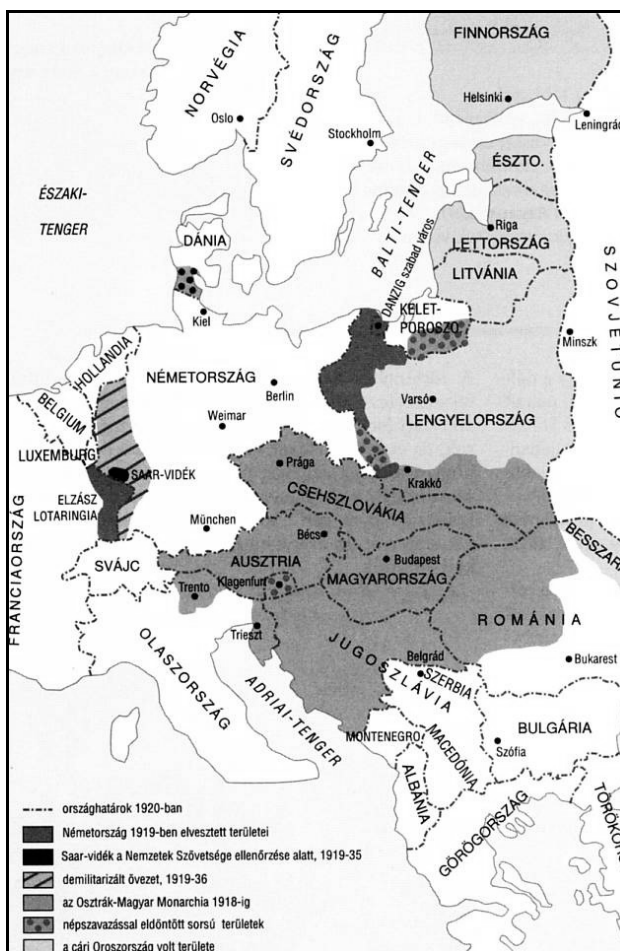 FINNORSZÁG
NORVÉGIA
SVÉDORSZÁG
Helsinki
Oslo
Leningrád
Stockholm
ÉSZTO.
ÉSZAKI-
TENGER
BALTI-TENGER
DÁNIA
Riga
LETTORSZÁG
LITVÁNIA
DANZIG szabad város
SZOVJETUNIÓ
Kiel
KELET-
POROSZO.
Minszk
HOLLANDIA
NÉMETORSZÁG
Berlin
BELGIUM
Varsó
LENGYELORSZÁG
Weimar
LUXEMBURG
SAAR-VIDÉK
Prága
Krakkó
ELZÁSZ
LOTARINGIA
CSEHSZLOVÁKIA
FRANCIAORSZÁG
München
Bécs
BESSZARÁ
SVÁJC
AUSZTRIA
Budapest
MAGYARORSZÁG
Klagenfurt
Trento
ROMÁNIA
Trieszt
JUGOSZLÁVIA
OLASZORSZÁG
Belgrád
SZERBIA
Bukarest
ADRIAI-TENGER
MONTENEGRO
MACEDÓNIA
BULGÁRIA
Szófia
ALBÁNIA
GÖRÖGORSZÁG
TÖRÖKOR
országhatárok 1920-ban
Németország 1919-ben elvesztett területei
Saar-vidék a Nemzetek Szövetsége ellenőrzése alatt, 1919-35
demilitarizált övezet, 1919-36
az Osztrák-Magyar Monarchia 1918-ig
népszavazással eldöntött sorsú területek
a cári Oroszország volt területe